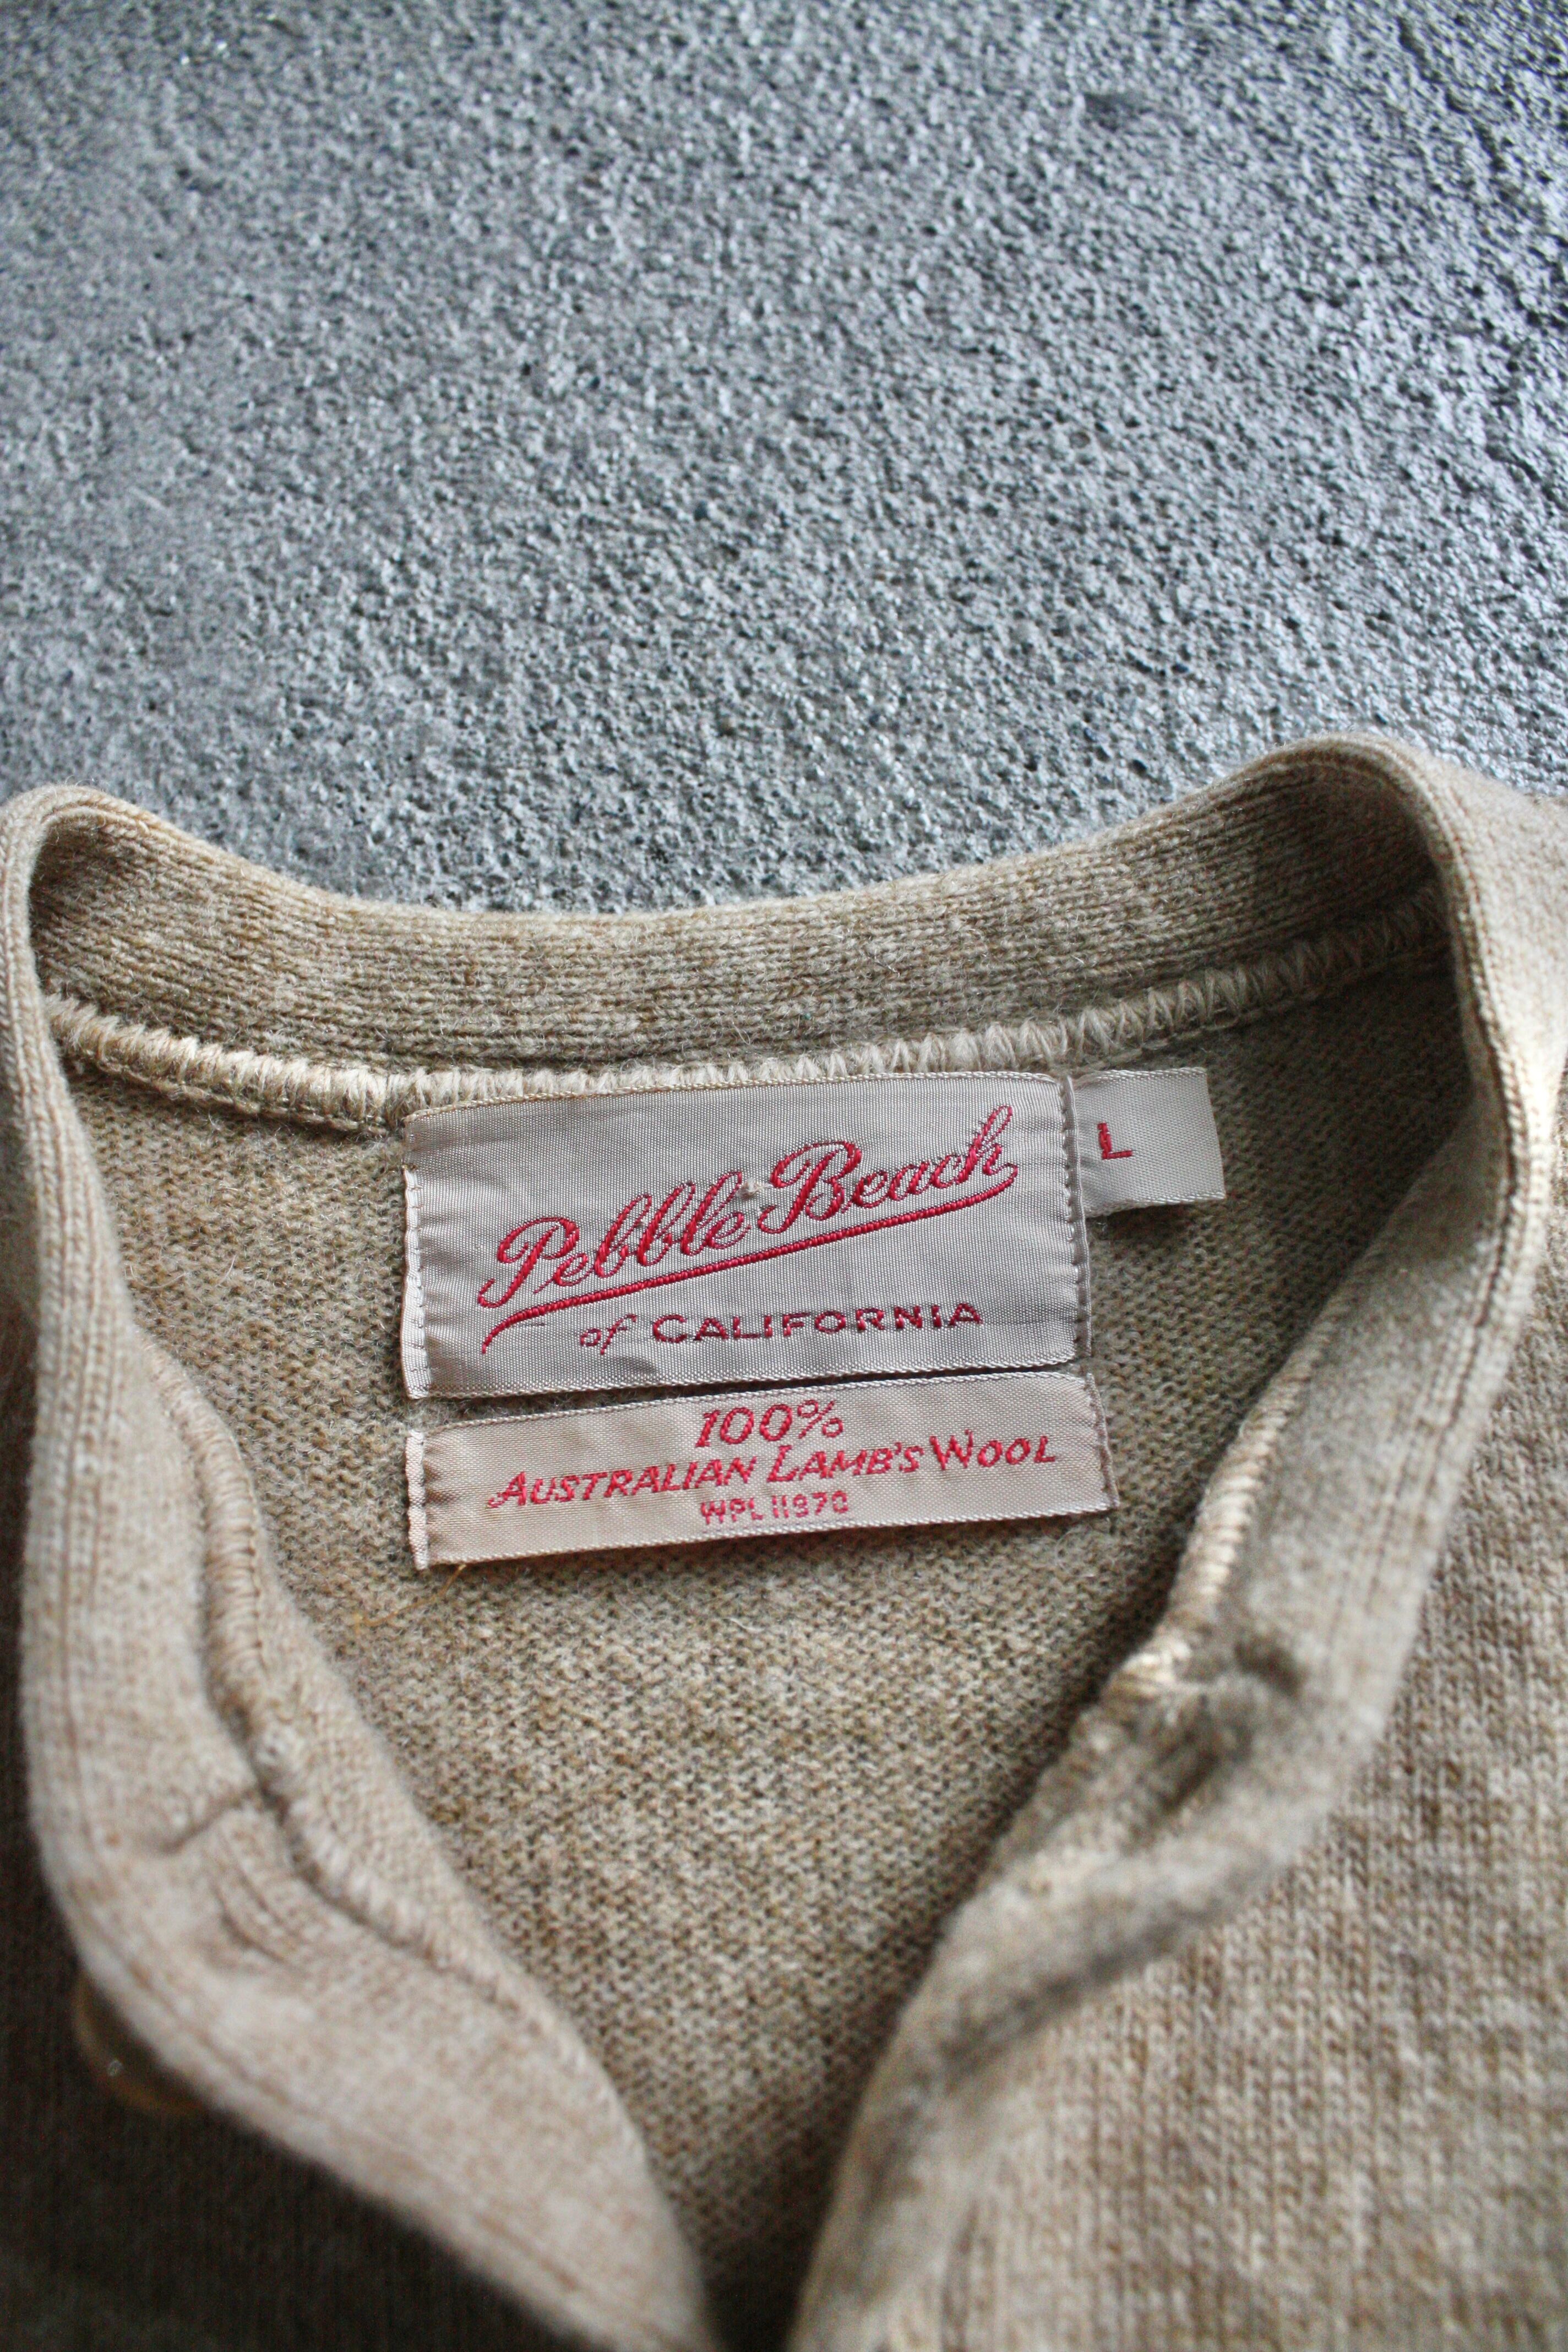 Pebble Beach
L
of CALIFORNIA
100%
AUSTRALIAN LAMB'S WOOL
WPL 11970